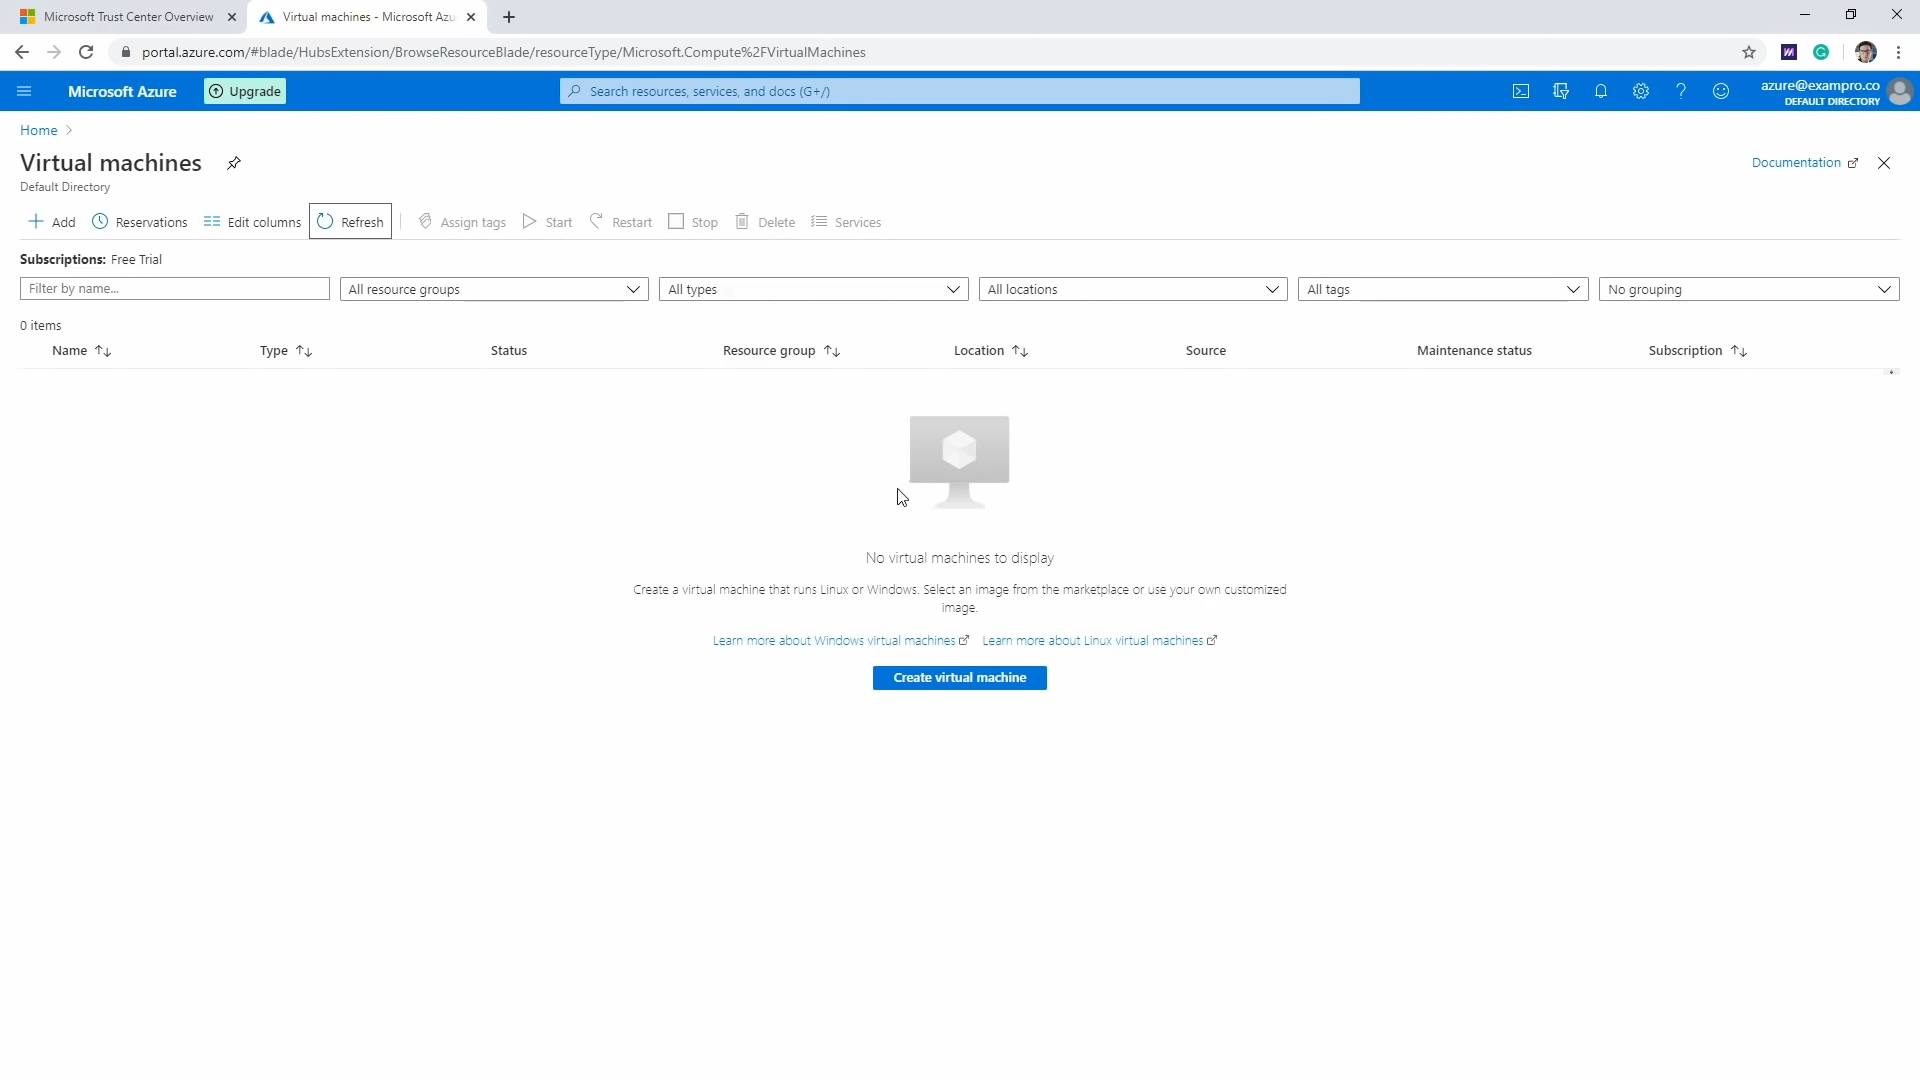 Microsoft Trust Center Overview
Virtual machines - Microsoft Azu
portal.azure.com/#blade/HubsExtension/BrowseResourceBlade/resourceType/Microsoft.Compute%2FVirtualMachines
Microsoft Azure
Upgrade
Search resources, services, and docs (G+/)
azure@exampro.co
DEFAULT DIRECTORY
Home
Virtual machines
Documentation
Default Directory
Add
Reservations
Edit columns
Refresh
Assign tags
Start
Restart
Stop
Delete
Services
Subscriptions: Free Trial
Filter by name...
All resource groups
All types
All locations
All tags
No grouping
0 items
Name
Type
Status
Resource group
Location
Source
Maintenance status
Subscription
No virtual machines to display
Create a virtual machine that runs Linux or Windows. Select an image from the marketplace or use your own customized
image.
Learn more about Windows virtual machines
Learn more about Linux virtual machines
Create virtual machine